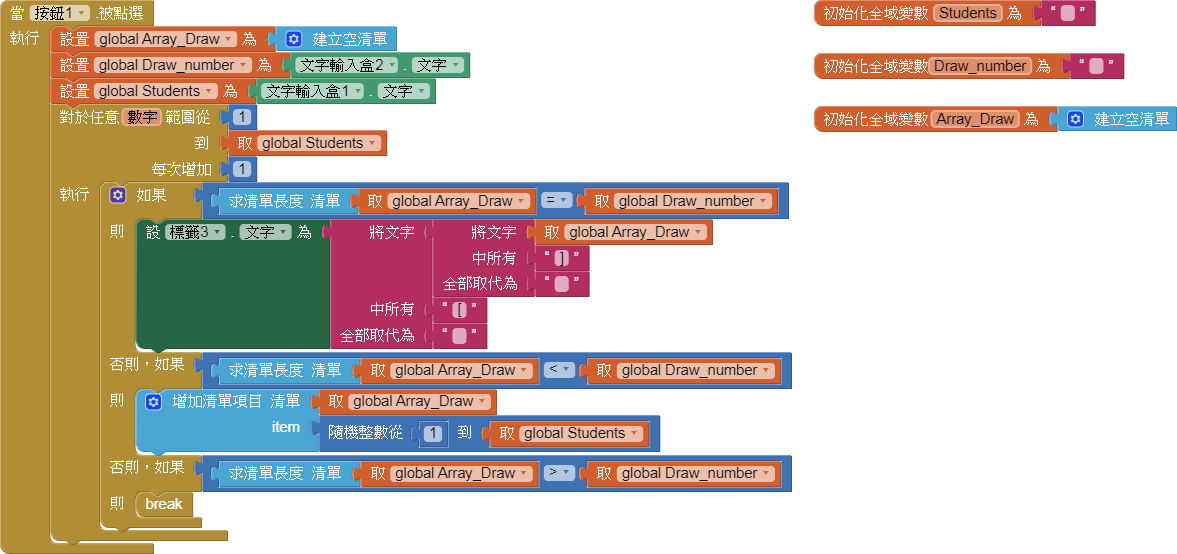 當 按鈕1 .被點選
執行 設置 global Array_Draw 為 建立空清單
設置 global Draw_number 為 文字輸入盒2 . 文字
設置 global Students 為 文字輸入盒1 . 文字
對於任意 數字 範圍從 1
到 取 global Students
每次增加 1
執行 如果 求清單長度 清單 取 global Array_Draw = 取 global Draw_number
則 設 標籤3 . 文字 為 將文字 將文字 取 global Array_Draw
中所有 “ ] ”
全部取代為 “ ”
中所有 “ [ ”
全部取代為 “ ”
否則，如果 求清單長度 清單 取 global Array_Draw < 取 global Draw_number
則 增加清單項目 清單 取 global Array_Draw
item 隨機整數從 1 到 取 global Students
否則，如果 求清單長度 清單 取 global Array_Draw > 取 global Draw_number
則 break
初始化全域變數 Students 為 “ ”
初始化全域變數 Draw_number 為 “ ”
初始化全域變數 Array_Draw 為 建立空清單